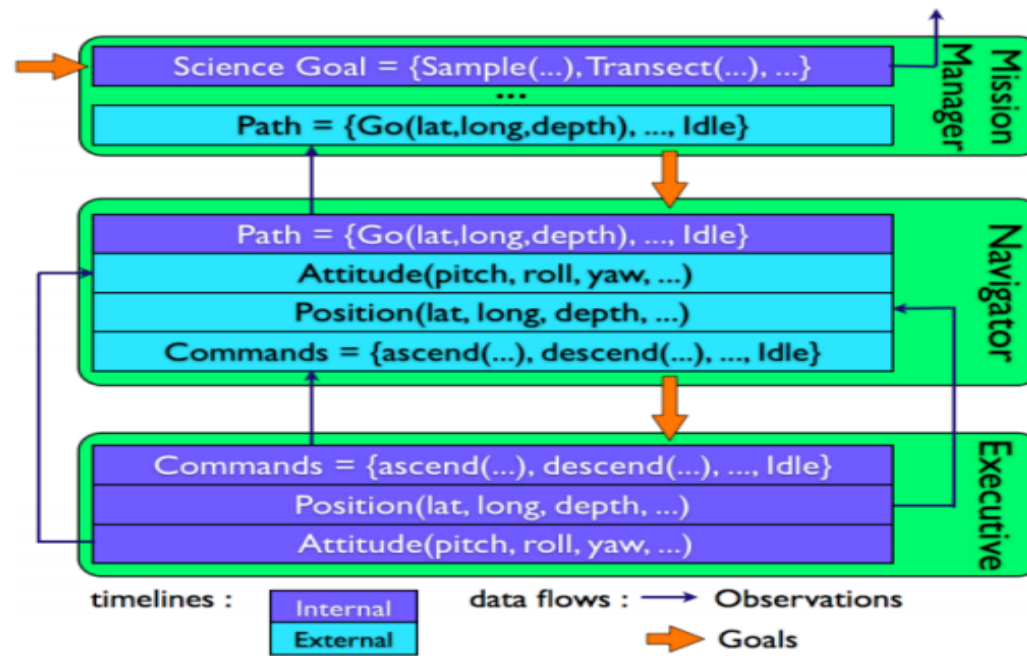 Science Goal = {Sample(...), Transect(...), ...}
...
Path = {Go(lat,long,depth), ..., Idle}
Mission
Manager
Path = {Go(lat,long,depth), ..., Idle}
Attitude(pitch, roll, yaw, ...)
Position(lat, long, depth, ...)
Commands = {ascend(...), descend(...), ..., Idle}
Navigator
Commands = {ascend(...), descend(...), ..., Idle}
Position(lat, long, depth, ...)
Attitude(pitch, roll, yaw, ...)
Executive
timelines :
Internal
External
data flows :
Observations
Goals